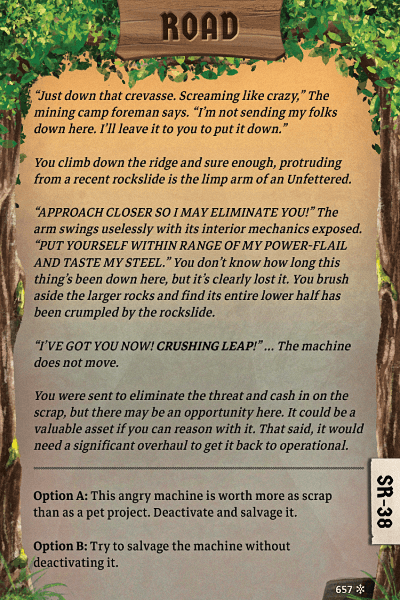 ROAD
“Just down that crevasse. Screaming like crazy,” The
mining camp foreman says. “I’m not sending my folks
down here. I’ll leave it to you to put it down.”
You climb down the ridge and sure enough, protruding
from a recent rockslide is the limp arm of an Unfettered.
“APPROACH CLOSER SO I MAY ELIMINATE YOU!” The
arm swings uselessly with its interior mechanics exposed.
“PUT YOURSELF WITHIN RANGE OF MY POWER-FLAIL
AND TASTE MY STEEL.” You don’t know how long this
thing’s been down here, but it’s clearly lost it. You brush
aside the larger rocks and find its entire lower half has
been crumpled by the rockslide.
“I’VE GOT YOU NOW! CRUSHING LEAP!” ... The machine
does not move.
You were sent to eliminate the threat and cash in on the
scrap, but there may be an opportunity here. It could be a
valuable asset if you can reason with it. That said, it would
need a significant overhaul to get it back to operational.
Option A: This angry machine is worth more as scrap
than as a pet project. Deactivate and salvage it.
Option B: Try to salvage the machine without
deactivating it.
SR-38
657 ✼